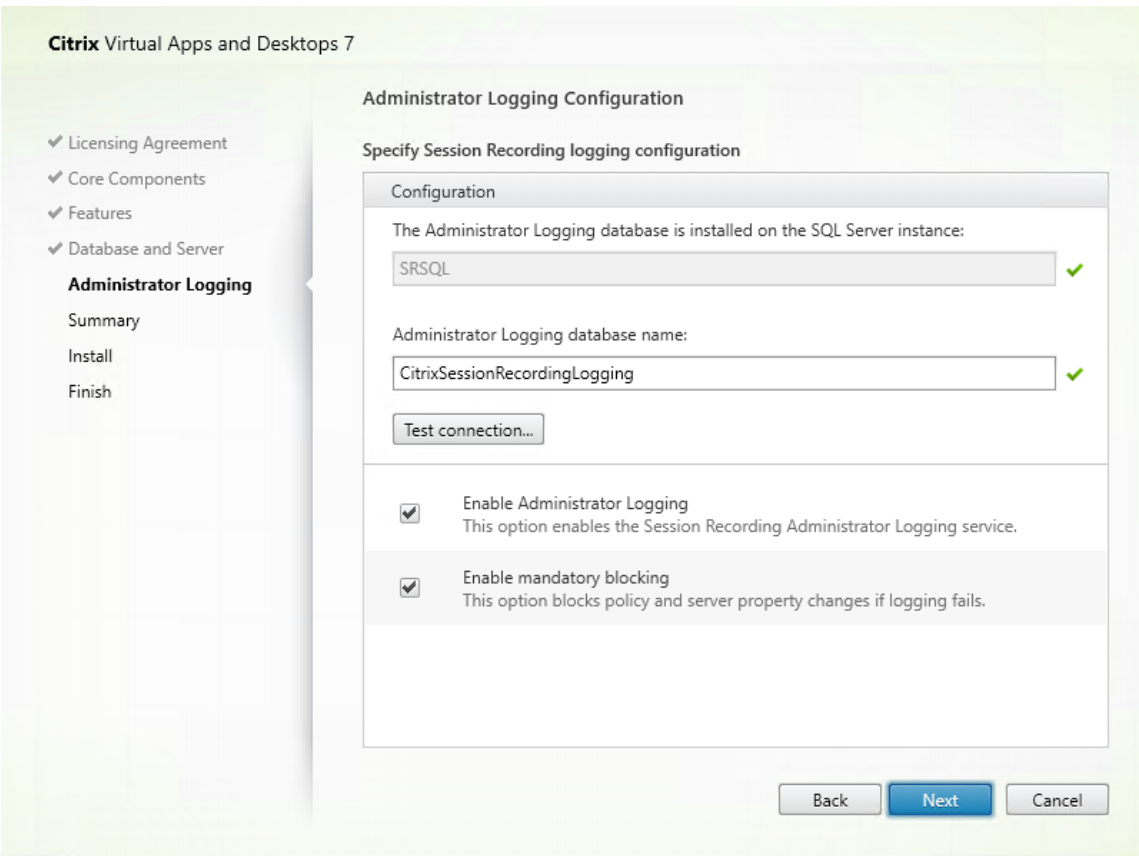 Citrix Virtual Apps and Desktops 7
Licensing Agreement
Core Components
Features
Database and Server
Administrator Logging
Summary
Install
Finish
Administrator Logging Configuration
Specify Session Recording logging configuration
Configuration
The Administrator Logging database is installed on the SQL Server instance:
SRSQL
Administrator Logging database name:
CitrixSessionRecordingLogging
Test connection...
Enable Administrator Logging
This option enables the Session Recording Administrator Logging service.
Enable mandatory blocking
This option blocks policy and server property changes if logging fails.
Back
Next
Cancel